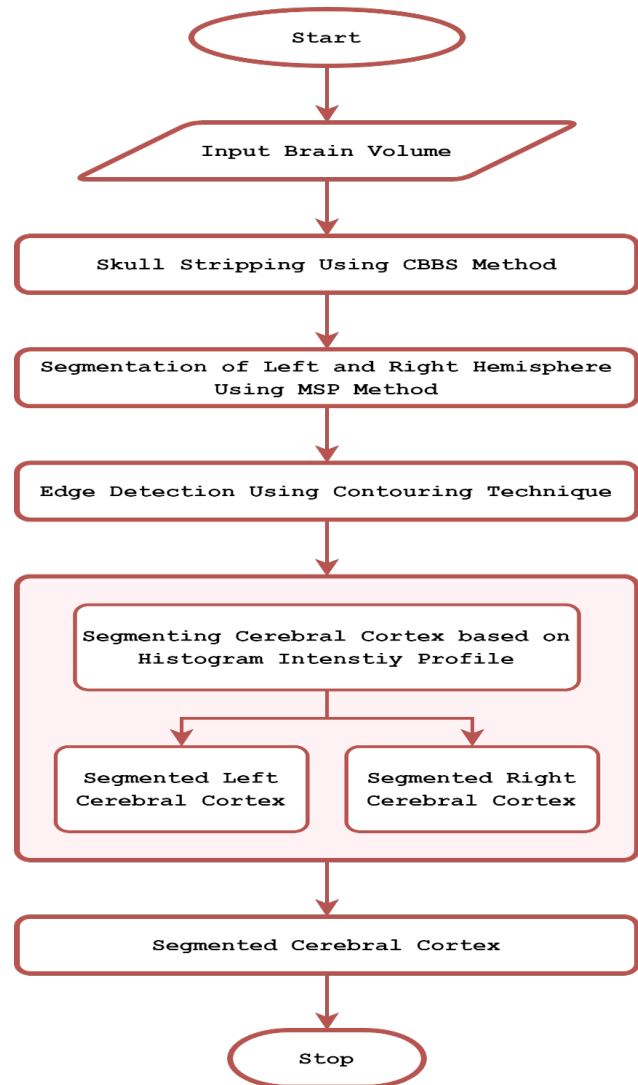 Start
Input Brain Volume
Skull Stripping Using CBBS Method
Segmentation of Left and Right Hemisphere
Using MSP Method
Edge Detection Using Contouring Technique
Segmenting Cerebral Cortex based on
Histogram Intenstiy Profile
Segmented Left
Cerebral Cortex
Segmented Right
Cerebral Cortex
Segmented Cerebral Cortex
Stop